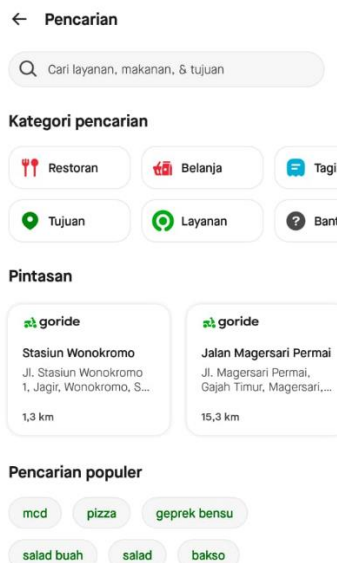 Pencarian
Cari layanan, makanan, & tujuan
Kategori pencarian
Restoran
Belanja
Tagi
Tujuan
Layanan
Bant
Pintasan
goride
Stasiun Wonokromo
Jl. Stasiun Wonokromo
1, Jagir, Wonokromo, S...
1,3 km
goride
Jalan Magersari Permai
Jl. Magersari Permai,
Gajah Timur, Magersari,...
15,3 km
Pencarian populer
mcd
pizza
geprek bensu
salad buah
salad
bakso